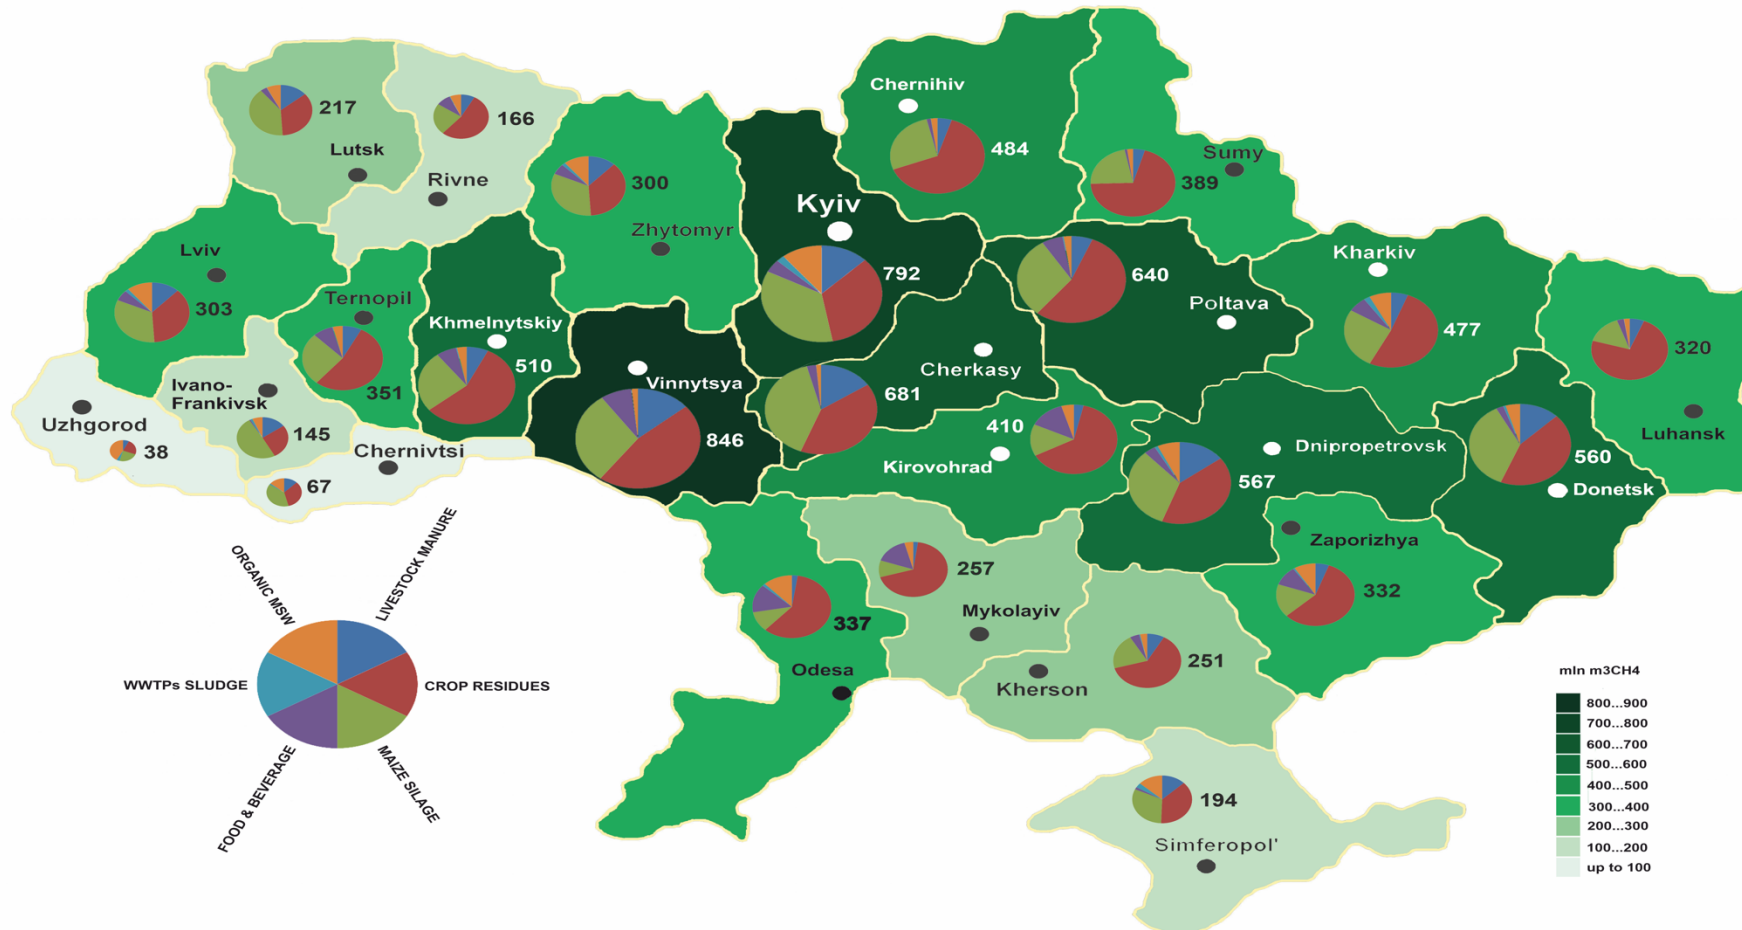 Chernihiv
484
Sumy
389
217
Lutsk
166
Rivne
300
Zhytomyr
Kyiv
792
640
Poltava
Kharkiv
477
320
Luhansk
Lviv
303
Ternopil
351
Khmelnytskiy
510
Vinnytsya
846
Cherkasy
681
410
Kirovohrad
Dnipropetrovsk
567
560
Donetsk
Ivano-
Frankivsk
145
Uzhgorod
38
Chernivtsi
67
Zaporizhya
332
257
Mykolayiv
337
Odesa
251
Kherson
194
Simferopol'
ORGANIC MSW
LIVESTOCK MANURE
WWTPs SLUDGE
CROP RESIDUES
FOOD & BEVERAGE
MAIZE SILAGE
mln m3CH4
800...900
700...800
600...700
500...600
400...500
300...400
200...300
100...200
up to 100